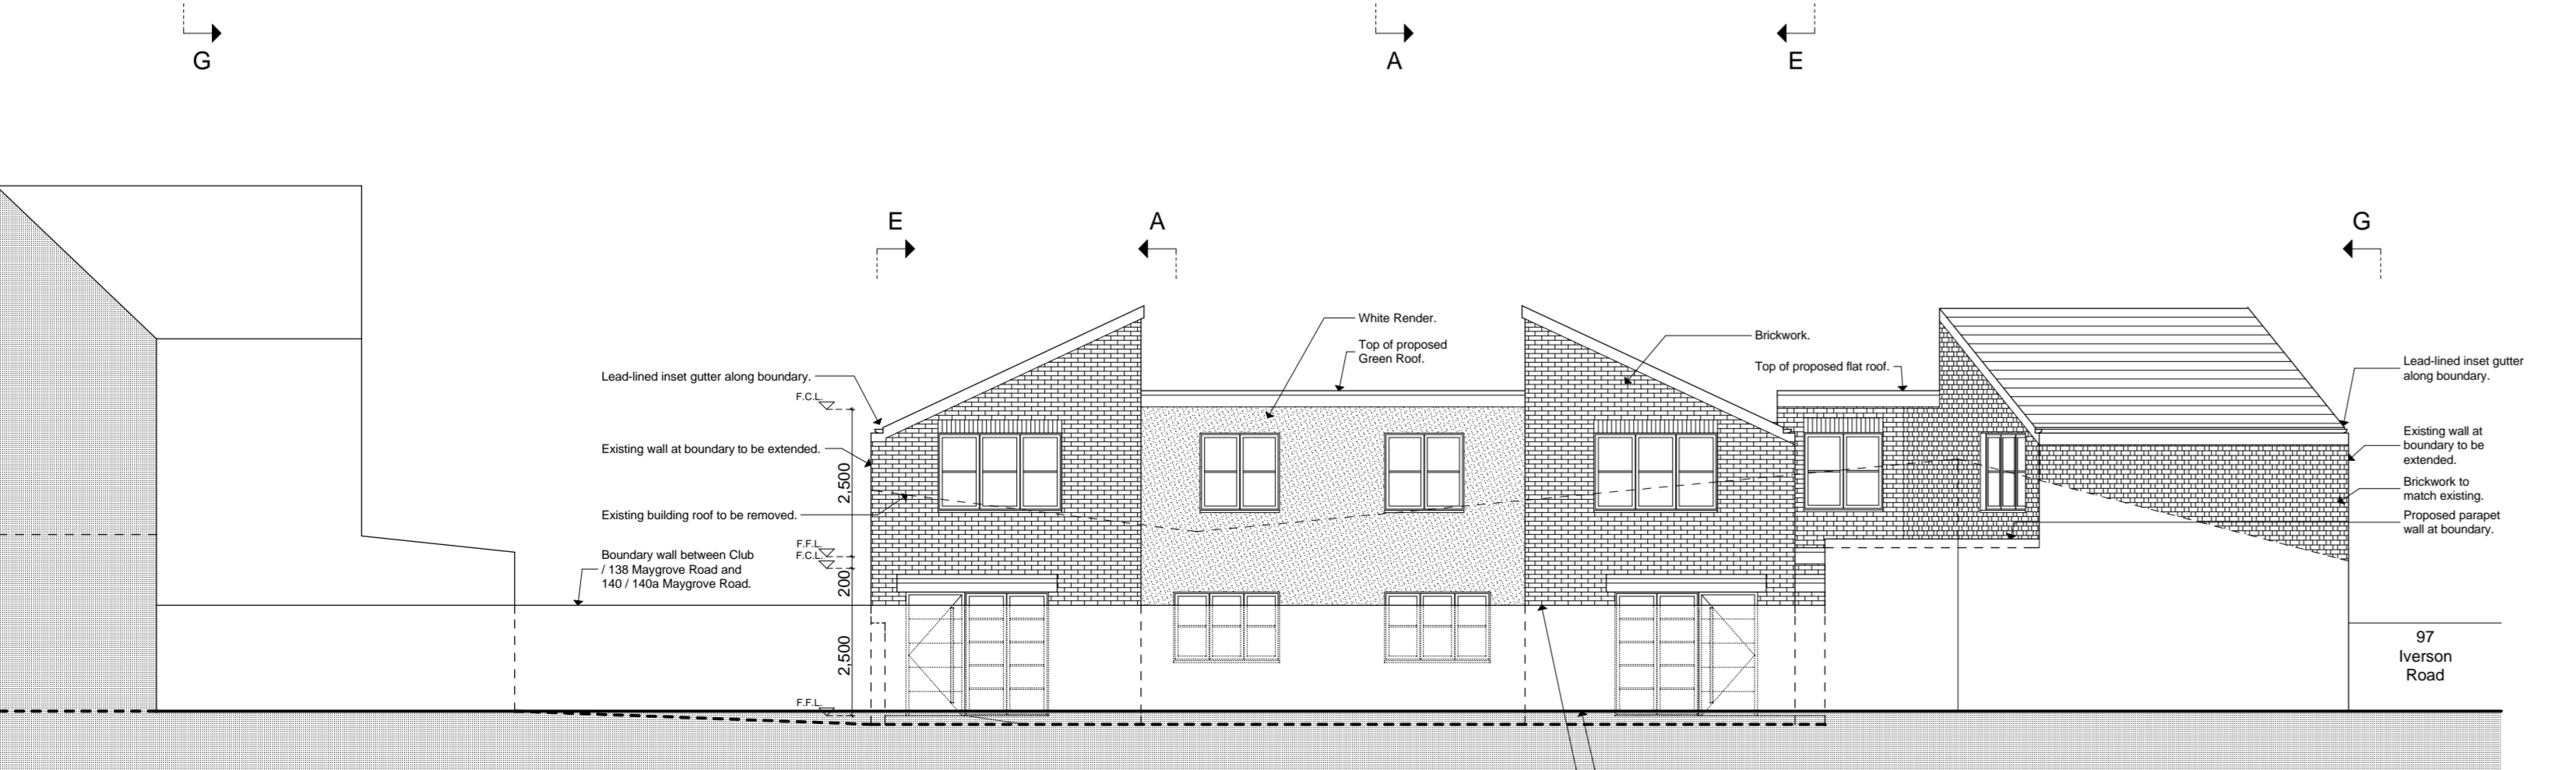 G
A
E
E
A
G
White Render.
Top of proposed
Green Roof.
Brickwork.
Top of proposed flat roof.
Lead-lined inset gutter
along boundary.
Lead-lined inset gutter along boundary.
F.C.L.
Existing wall at boundary to be extended.
2,500
Existing building roof to be removed.
F.F.L.
F.C.L.
Boundary wall between Club
/ 138 Maygrove Road and
140 / 140a Maygrove Road.
200
2,500
F.F.L.
Existing wall at
boundary to be
extended.
Brickwork to
match existing.
Proposed parapet
wall at boundary.
97
Iverson
Road